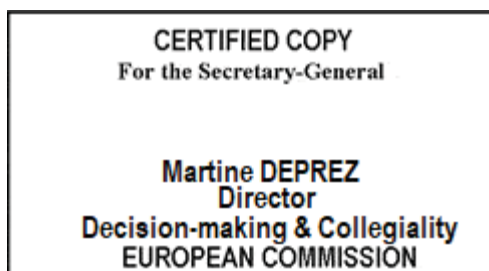 CERTIFIED COPY
For the Secretary-General
Martine DEPREZ
Director
Decision-making & Collegiality
EUROPEAN COMMISSION